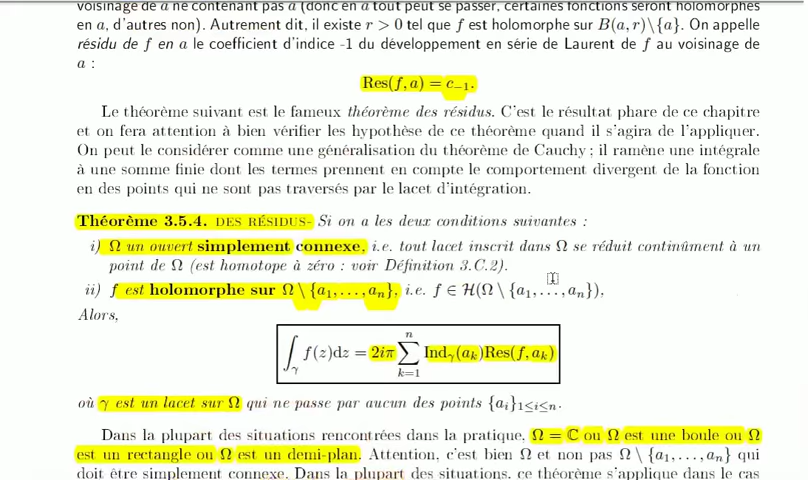 voisinage de a ne contenant pas a (donc en a tout peut se passer, certaines fonctions seront holomorphes
en a, d'autres non). Autrement dit, il existe r > 0 tel que f est holomorphe sur B(a, r)\{a}. On appelle
résidu de f en a le coefficient d'indice -1 du développement en série de Laurent de f au voisinage de
a :
Res(f, a) = c₋₁.
Le théorème suivant est le fameux théorème des résidus. C'est le résultat phare de ce chapitre
et on fera attention à bien vérifier les hypothèse de ce théorème quand il s'agira de l'appliquer.
On peut le considérer comme une généralisation du théorème de Cauchy ; il ramène une intégrale
à une somme finie dont les termes prennent en compte le comportement divergent de la fonction
en des points qui ne sont pas traversés par le lacet d'intégration.
Théorème 3.5.4. DES RÉSIDUS- Si on a les deux conditions suivantes :
i) Ω un ouvert simplement connexe, i.e. tout lacet inscrit dans Ω se réduit continûment à un
point de Ω (est homotope à zéro : voir Définition 3.C.2).
ii) f est holomorphe sur Ω \ {a₁, . . . , aₙ}, i.e. f ∈ H(Ω \ {a₁, . . . , aₙ}),
Alors,
∫_γ f(z)dz = 2iπ ∑_{k=1}^{n} Ind_γ(a_k)Res(f, a_k)
où γ est un lacet sur Ω qui ne passe par aucun des points {a_i}_{1≤i≤n}.
Dans la plupart des situations rencontrées dans la pratique, Ω = ℂ ou Ω est une boule ou Ω
est un rectangle ou Ω est un demi-plan. Attention, c'est bien Ω et non pas Ω \ {a₁, . . . , aₙ} qui
doit être simplement connexe. Dans la plupart des situations, ce théorème s'applique dans le cas